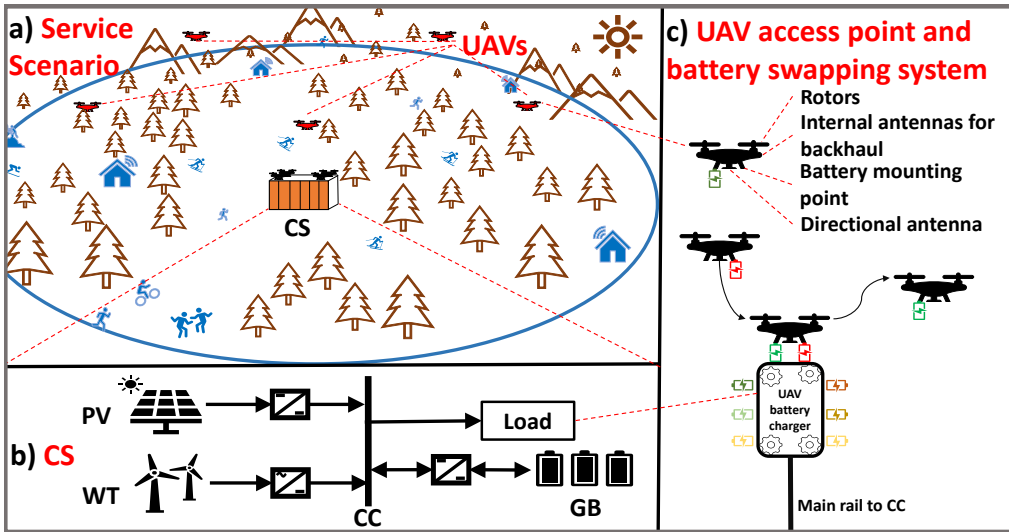 a) Service
Scenario
UAVs
CS
b) CS
PV
WT
CC
Load
GB
c) UAV access point and
battery swapping system
Rotors
Internal antennas for
backhaul
Battery mounting
point
Directional antenna
UAV
battery
charger
Main rail to CC